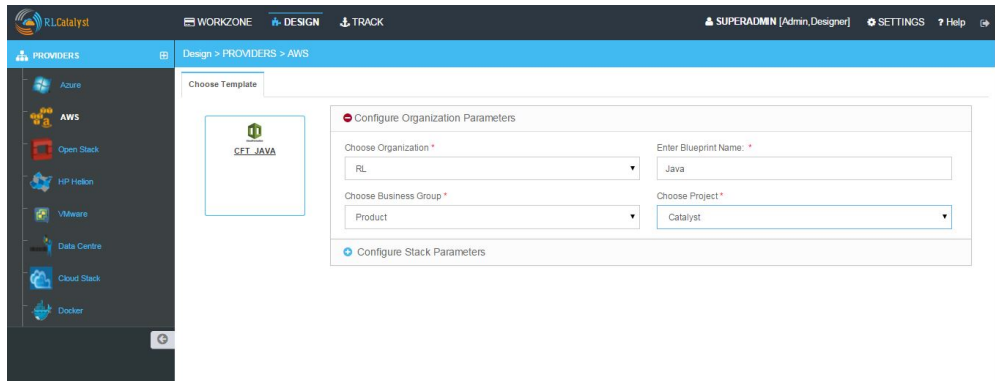 RLCatalyst
WORKZONE
DESIGN
TRACK
SUPERADMIN [Admin,Designer]
SETTINGS
? Help
PROVIDERS
Design > PROVIDERS > AWS
Azure
AWS
Open Stack
HP Helion
VMware
Data Centre
Cloud Stack
Docker
Choose Template
CFT_JAVA
Configure Organization Parameters
Choose Organization *
RL
Enter Blueprint Name: *
Java
Choose Business Group *
Product
Choose Project *
Catalyst
Configure Stack Parameters